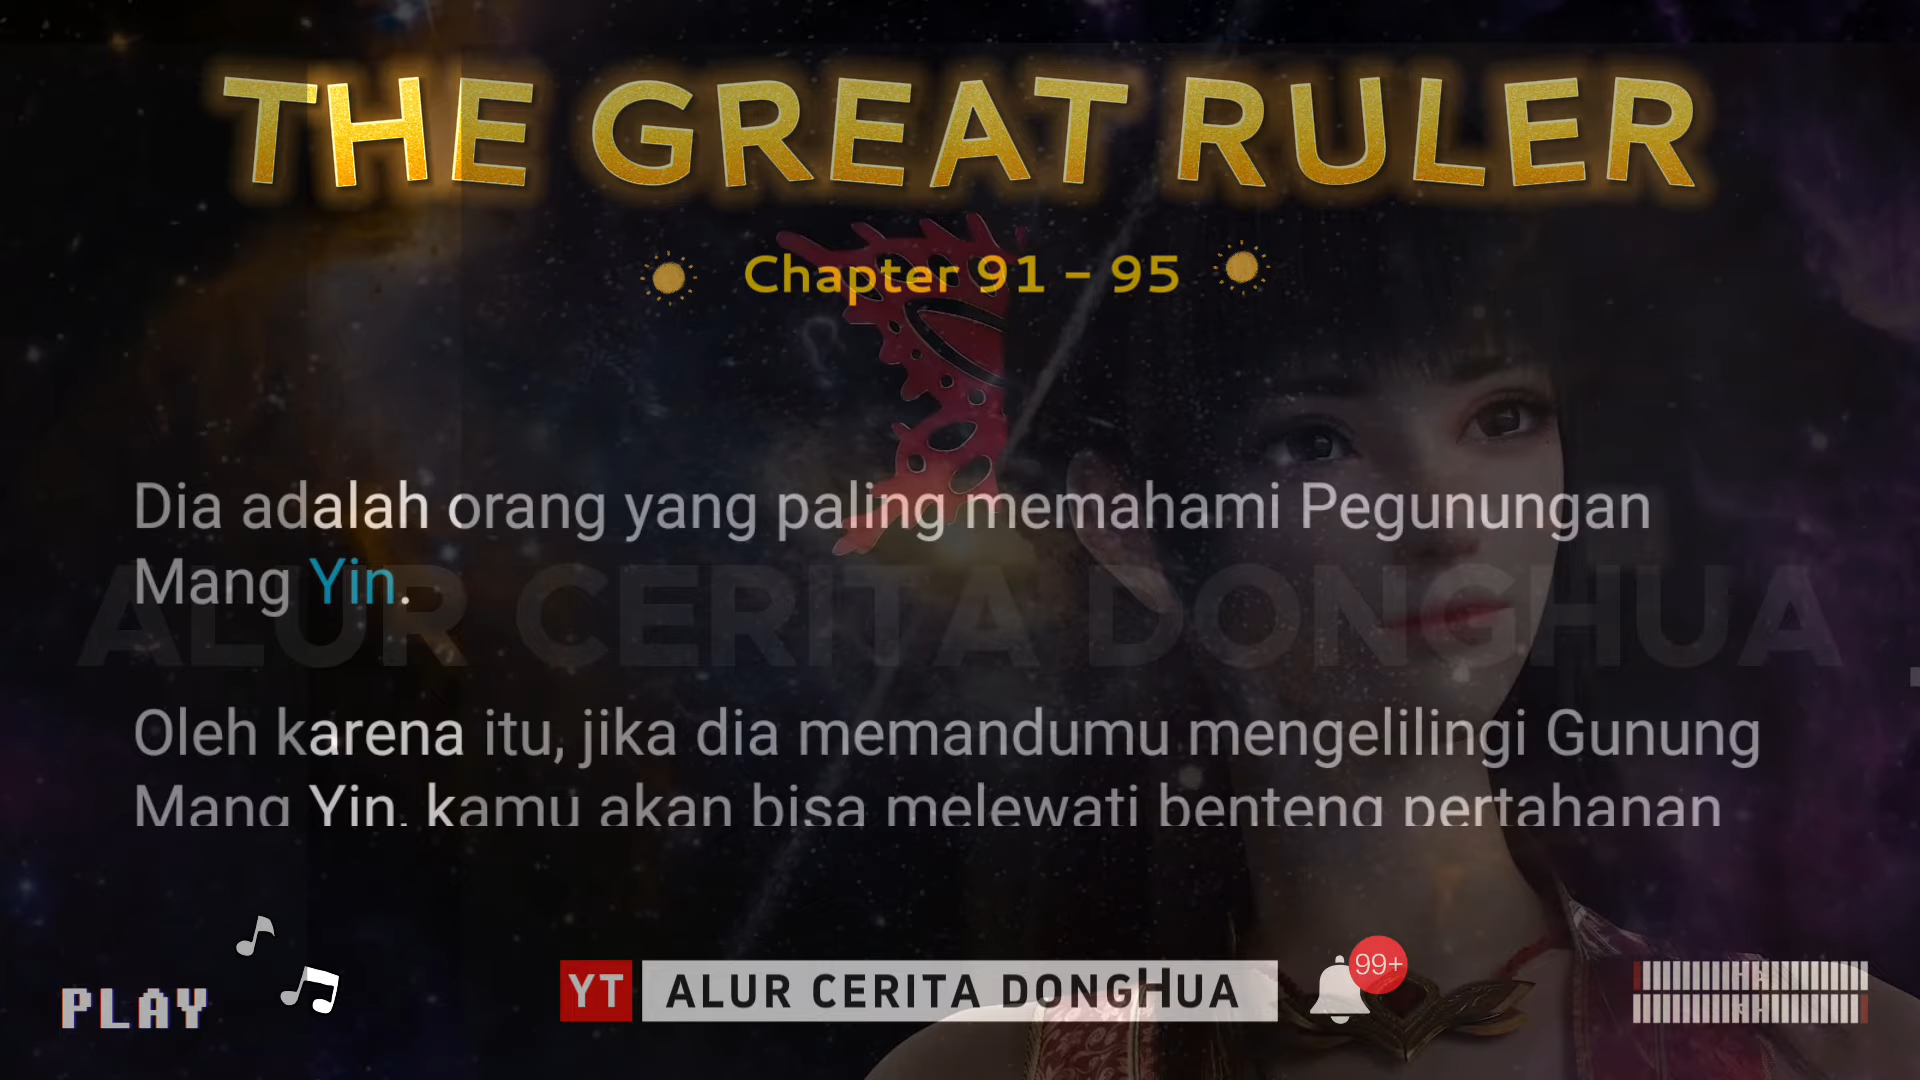 THE GREAT RULER
Chapter 91 - 95
Dia adalah orang yang paling memahami Pegunungan
Mang Yin.
ALUR CERITA DONGHUA
Oleh karena itu, jika dia memandumu mengelilingi Gunung
Mang Yin, kamu akan bisa melewati benteng pertahanan
PLAY
YT ALUR CERITA DONGHUA
99+